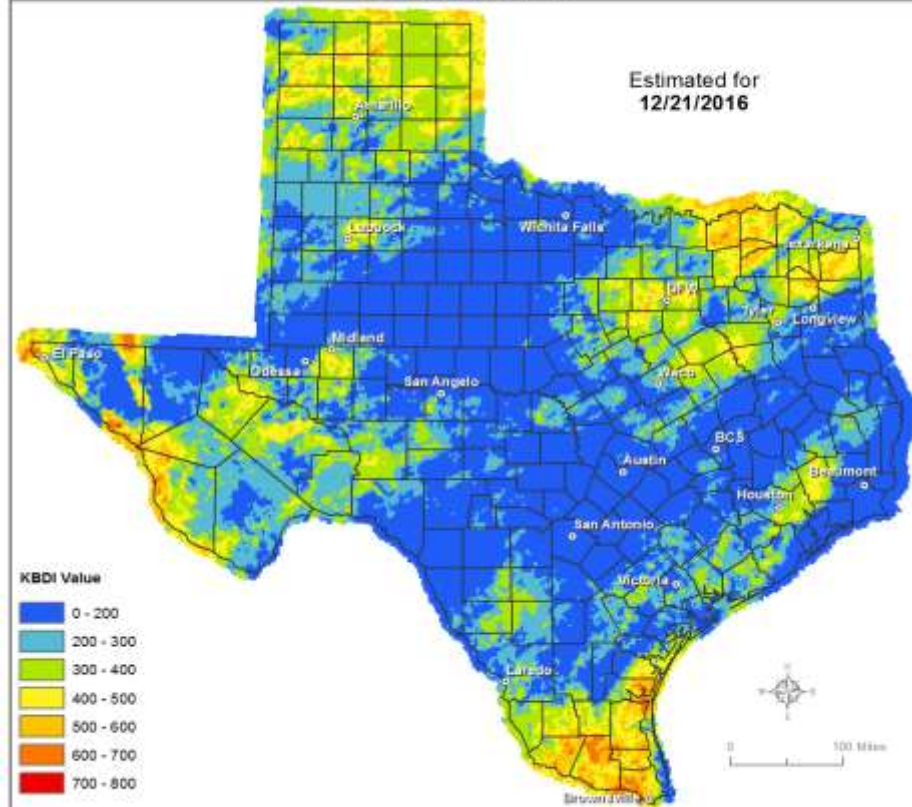 Estimated for
12/21/2016
Amarillo
Lubbock
Wichita Falls
Texarkana
DFW
Tyler
Longview
El Paso
Midland
Odessa
San Angelo
Waco
BCS
Austin
Beaumont
Houston
San Antonio
Victoria
Laredo
Brownsville
KBDI Value
0 - 200
200 - 300
300 - 400
400 - 500
500 - 600
600 - 700
700 - 800
0 100 Miles